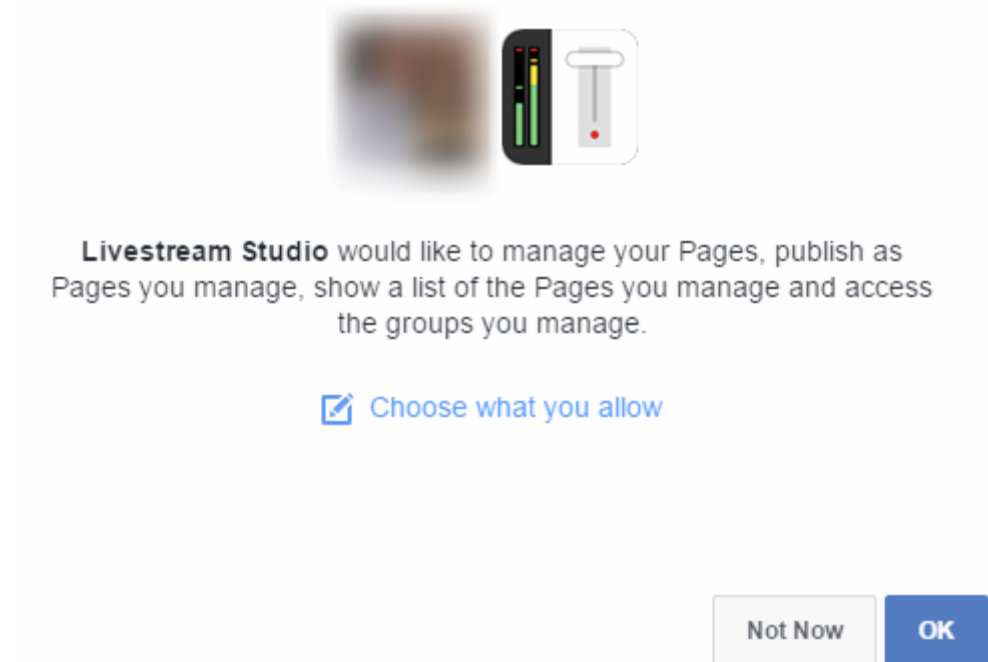 Livestream Studio would like to manage your Pages, publish as
Pages you manage, show a list of the Pages you manage and access
the groups you manage.
Choose what you allow
Not Now
OK